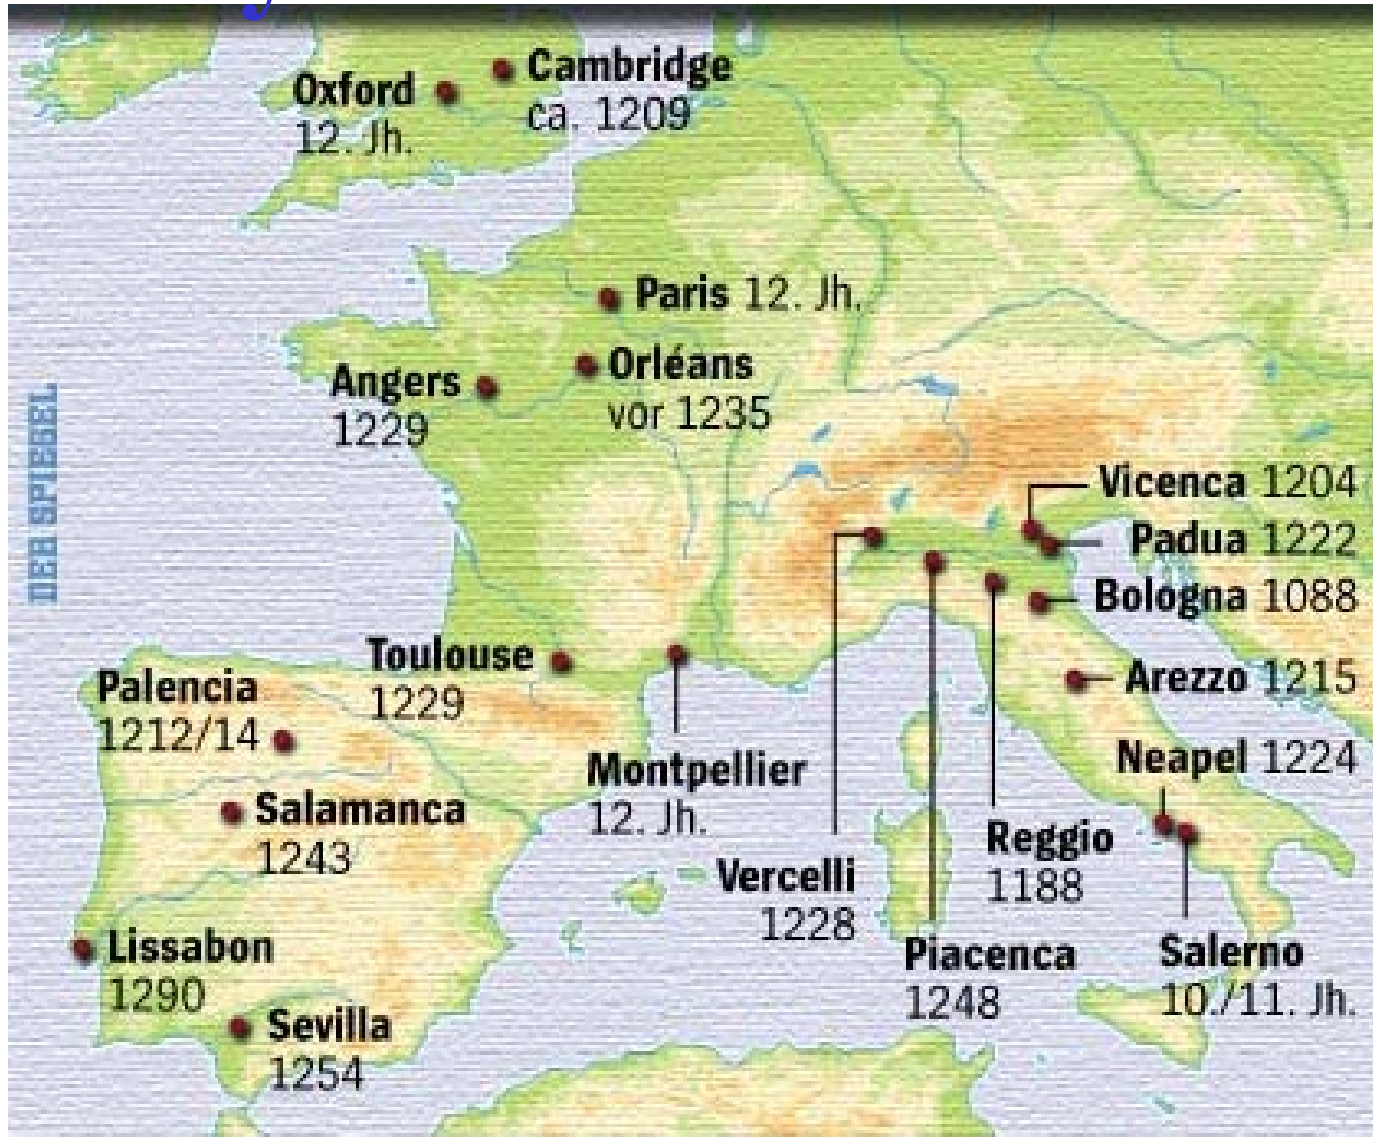 Cambridge
ca. 1209
Oxford
12. Jh.
Paris 12. Jh.
Orléans
vor 1235
Angers
1229
Vicenca 1204
Padua 1222
Bologna 1088
Arezzo 1215
Neapel 1224
Toulouse
1229
Palencia
1212/14
Montpellier
12. Jh.
Salamanca
1243
Reggio
1188
Vercelli
1228
Piacenca
1248
Salerno
10./11. Jh.
Lissabon
1290
Sevilla
1254
DER SPIEGEL